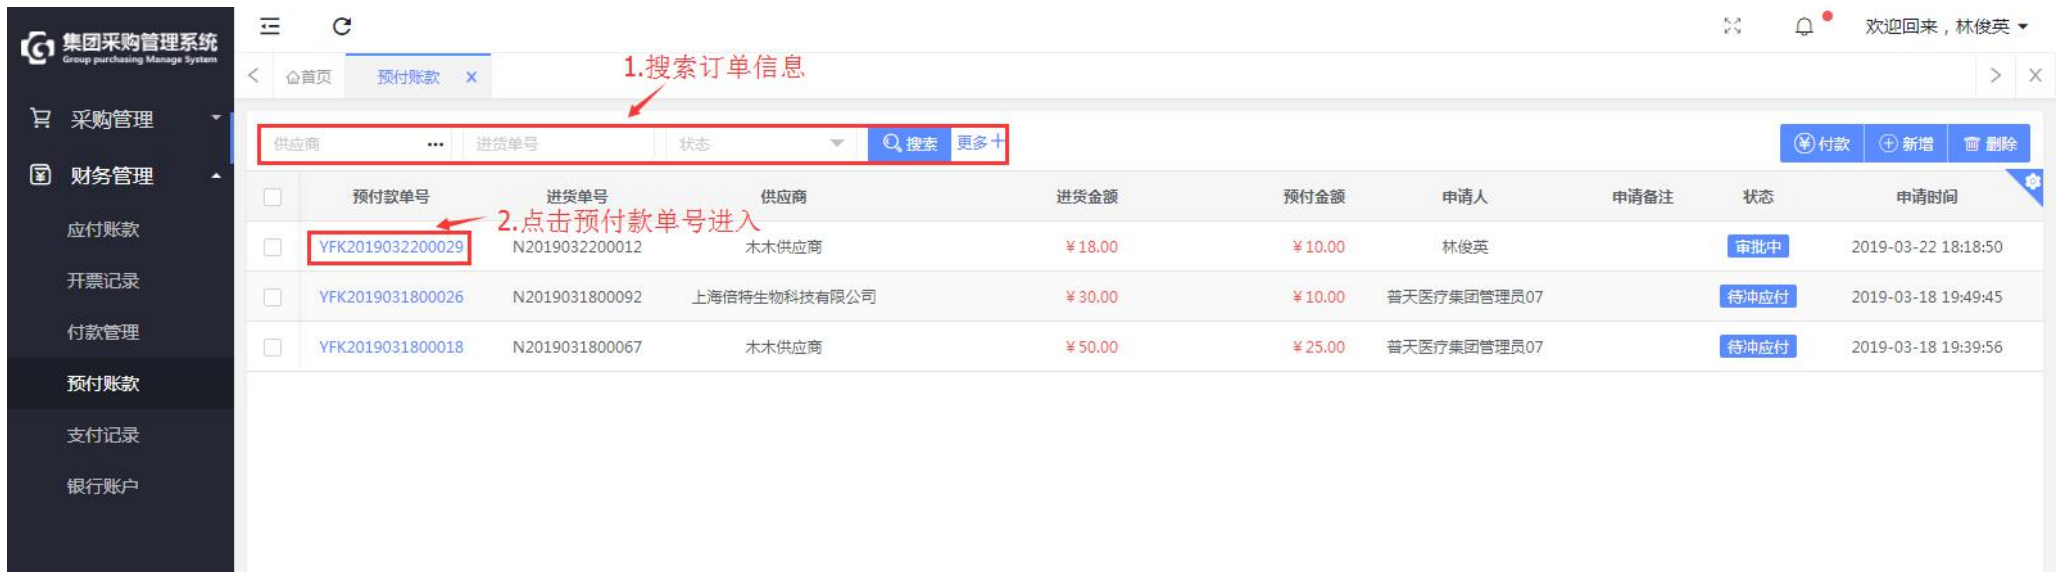 集团采购管理系统
Group purchasing Manage System
欢迎回来，林俊英
首页 预付账款 X
1.搜索订单信息
采购管理
财务管理
应付账款
开票记录
付款管理
预付账款
支付记录
银行账户
供应商 ••• 进货单号 状态 搜索 更多+
付款 新增 删除
预付款单号 进货单号 供应商 进货金额 预付金额 申请人 申请备注 状态 申请时间
2.点击预付款单号进入
YFK2019032200029 N2019032200012 木木供应商 ¥18.00 ¥10.00 林俊英 审批中 2019-03-22 18:18:50
YFK2019031800026 N2019031800092 上海倍特生物科技有限公司 ¥30.00 ¥10.00 普天医疗集团管理员07 待冲应付 2019-03-18 19:49:45
YFK2019031800018 N2019031800067 木木供应商 ¥50.00 ¥25.00 普天医疗集团管理员07 待冲应付 2019-03-18 19:39:56